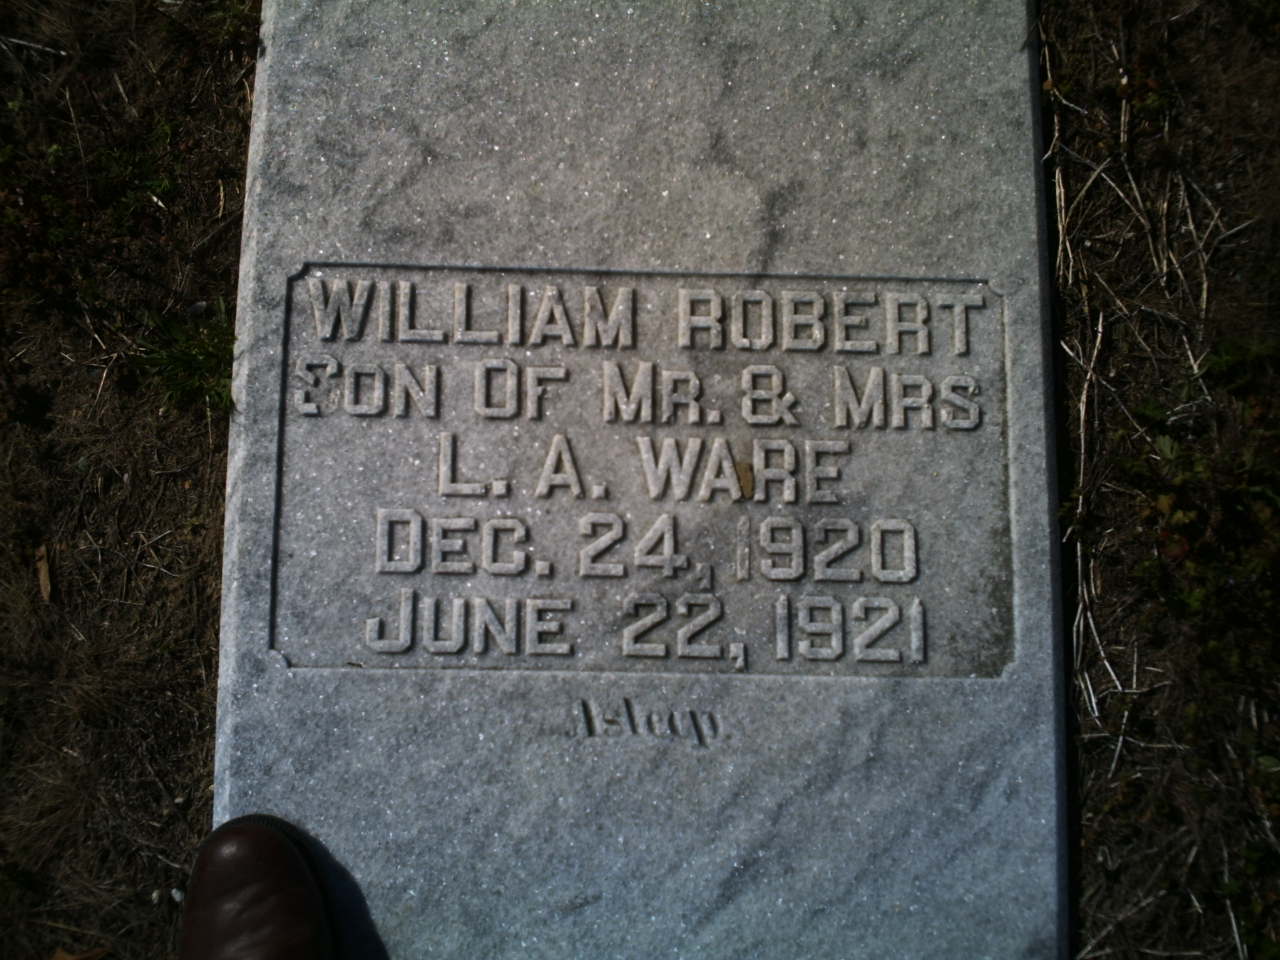 WILLIAM ROBERT
SON OF MR. & MRS
L. A. WARE
DEC. 24, 1920
JUNE 22, 1921
Asleep.